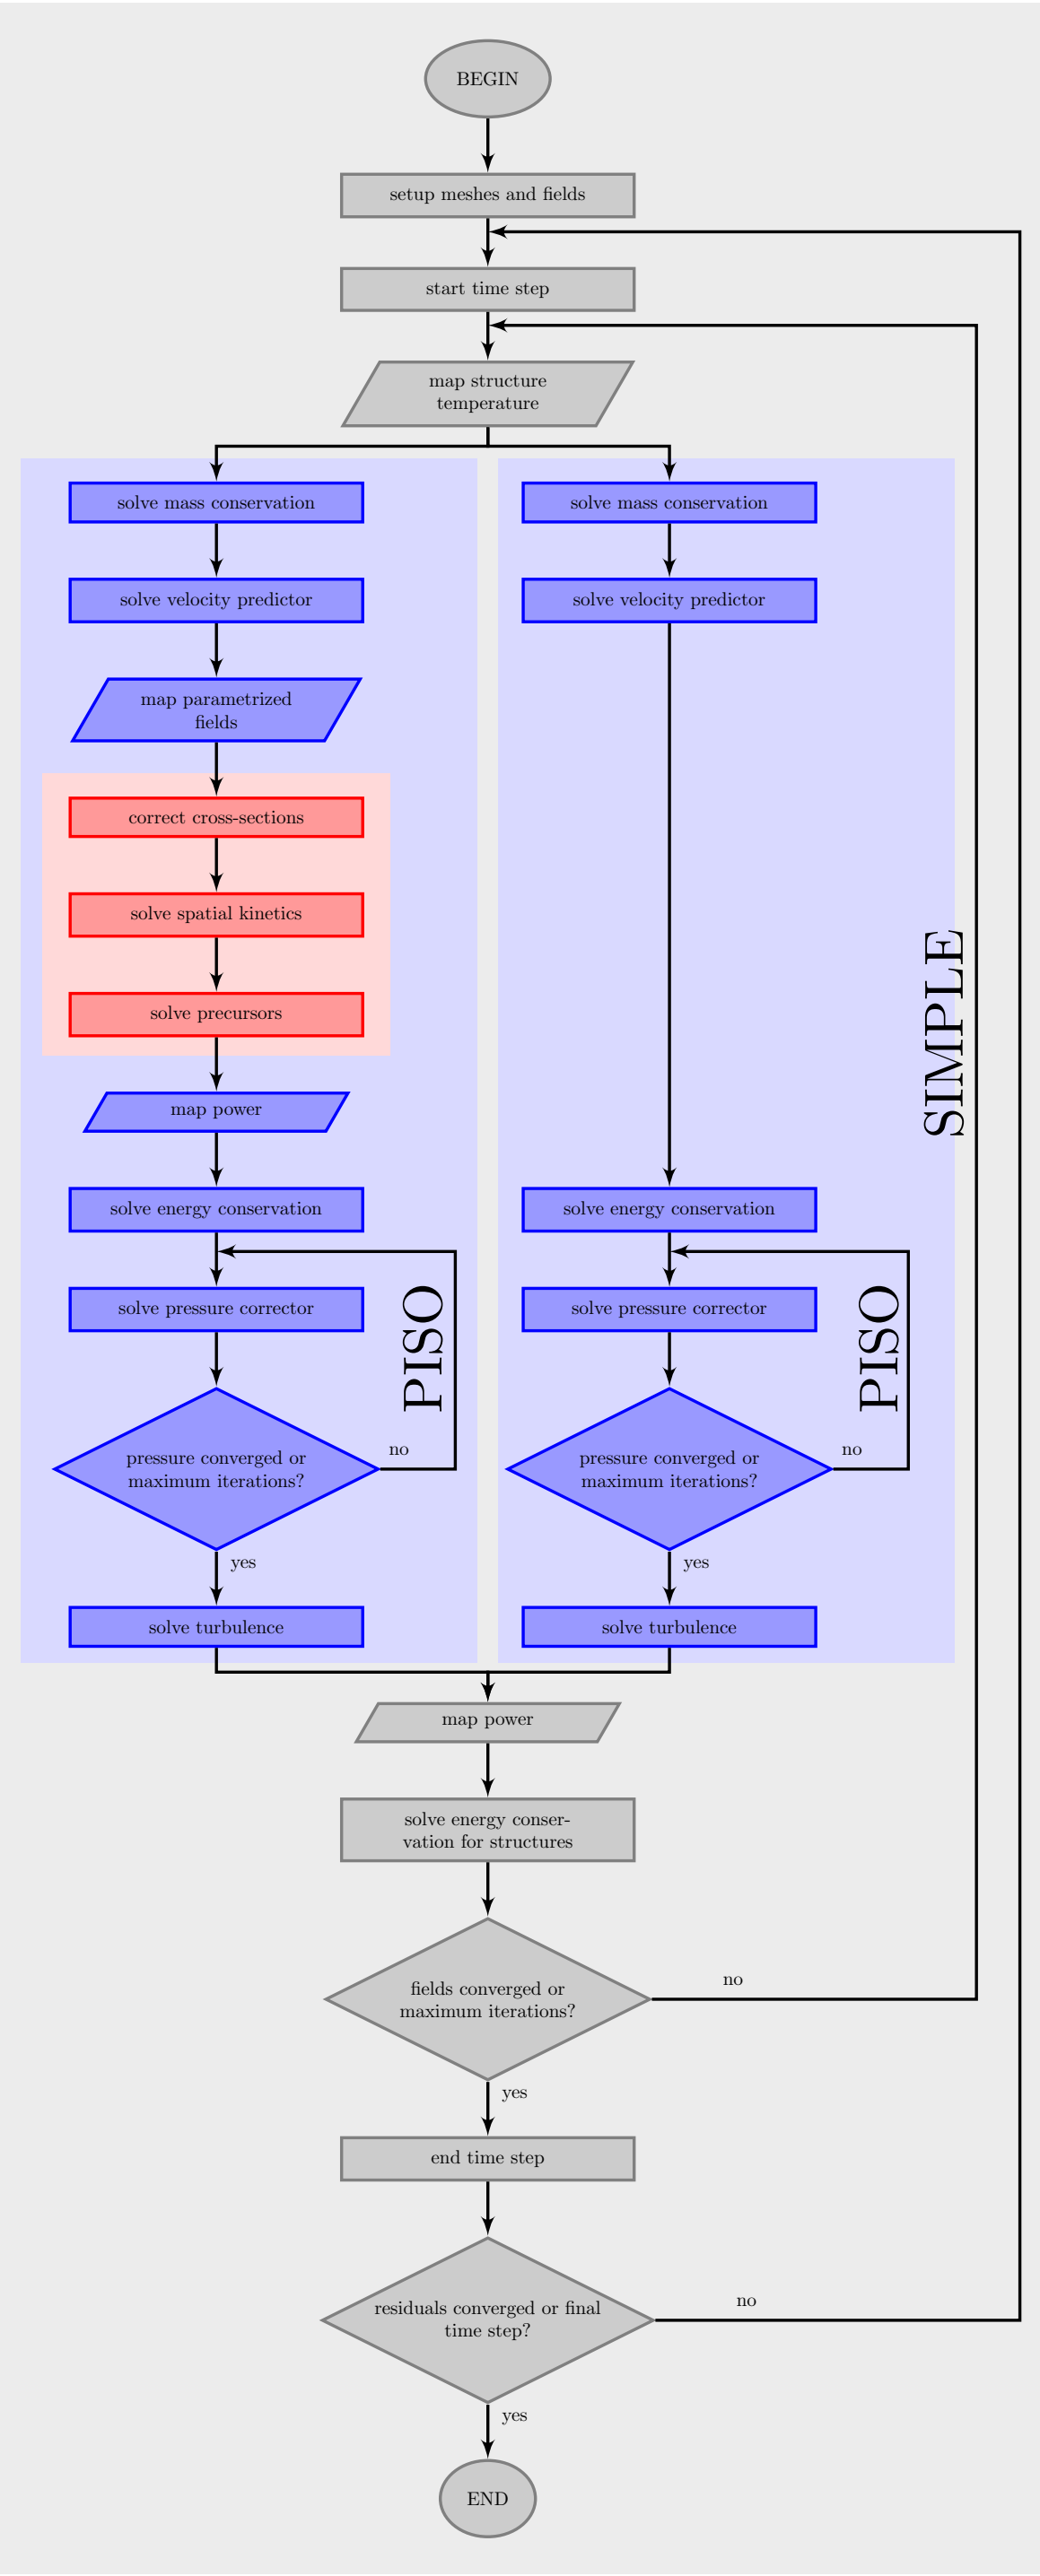 BEGIN
setup meshes and fields
start time step
map structure
temperature
solve mass conservation
solve velocity predictor
map parametrized
fields
correct cross-sections
solve spatial kinetics
solve precursors
map power
solve energy conservation
solve pressure corrector
PISO
pressure converged or
maximum iterations?
no
yes
solve turbulence
solve mass conservation
solve velocity predictor
solve energy conservation
solve pressure corrector
PISO
pressure converged or
maximum iterations?
no
yes
solve turbulence
SIMPLE
map power
solve energy conser-
vation for structures
fields converged or
maximum iterations?
no
yes
end time step
residuals converged or final
time step?
no
yes
END